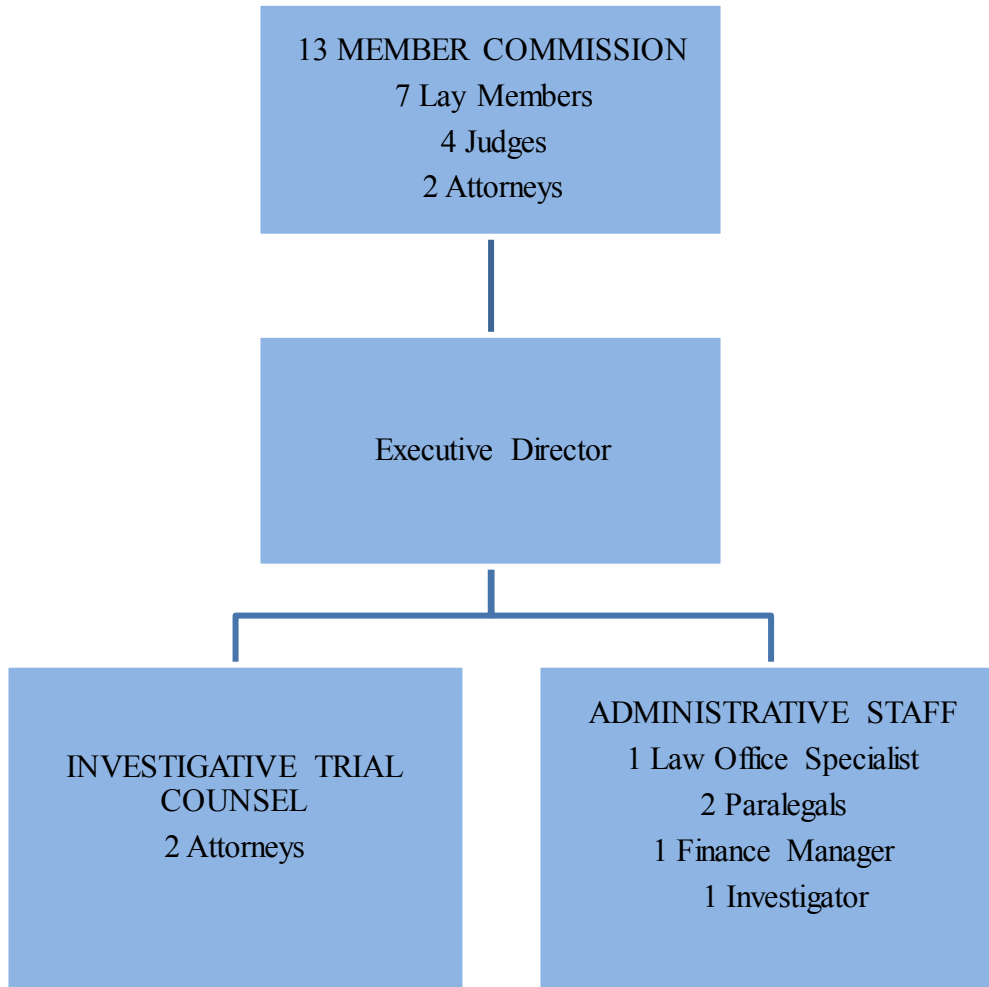 13 MEMBER COMMISSION
7 Lay Members
4 Judges
2 Attorneys
Executive Director
INVESTIGATIVE TRIAL
COUNSEL
2 Attorneys
ADMINISTRATIVE STAFF
1 Law Office Specialist
2 Paralegals
1 Finance Manager
1 Investigator